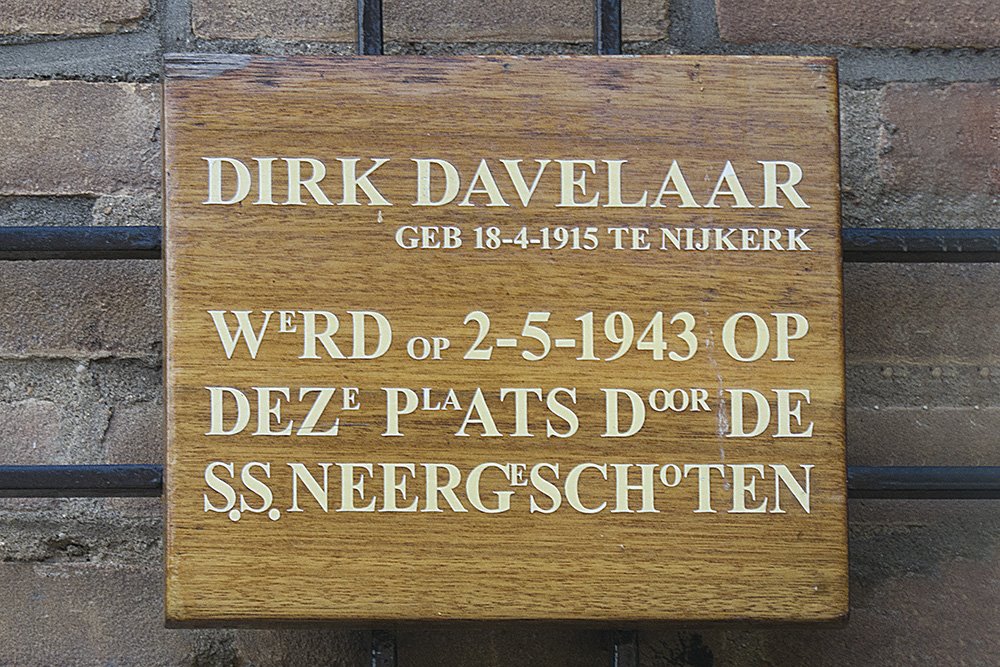 DIRK DAVELAAR
GEB 18-4-1915 TE NIJKERK
WERD OP 2-5-1943 OP
DEZE PLAATS DOOR DE
S.S. NEERGESCHOTEN